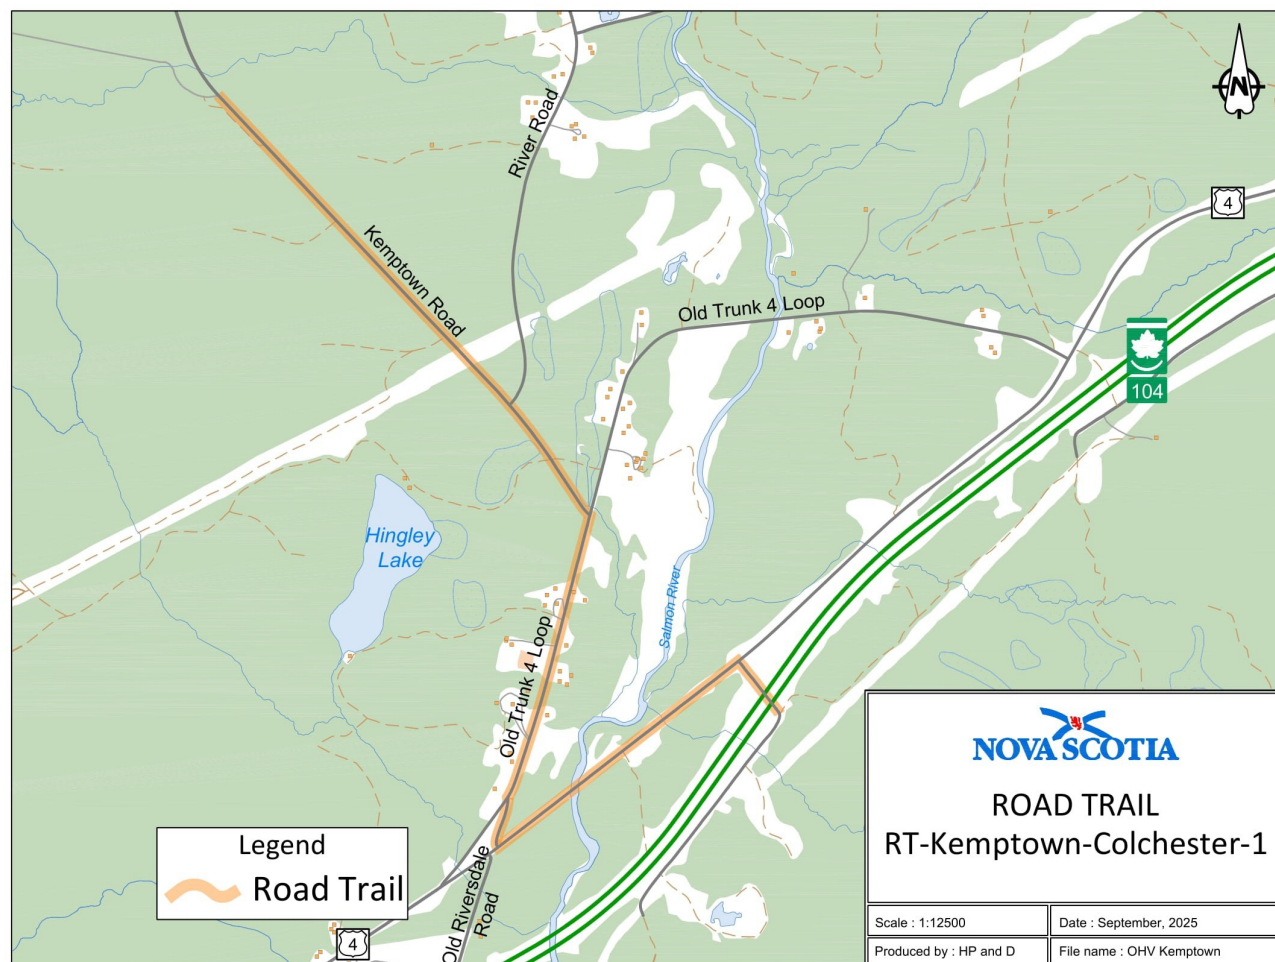 N
River Road
4
Kemptown Road
Old Trunk 4 Loop
104
Hingley
Lake
Salmon River
Old Trunk 4 Loop
NOVA SCOTIA
ROAD TRAIL
RT-Kemptown-Colchester-1
Legend
Road Trail
Old Riversdale
Road
4
Scale : 1:12500
Date : September, 2025
Produced by : HP and D
File name : OHV Kemptown